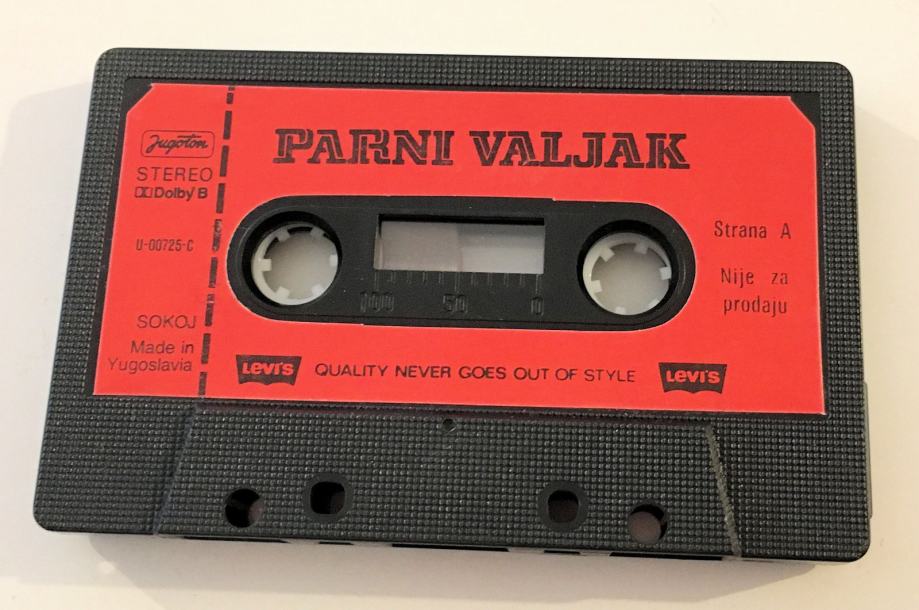 Jugoton
STEREO
Dolby B
U-00725-C
SOKOJ
Made in
Yugoslavia
PARNI VALJAK
100 50 0
Strana A
Nije za
prodaju
LEVI'S QUALITY NEVER GOES OUT OF STYLE LEVI'S